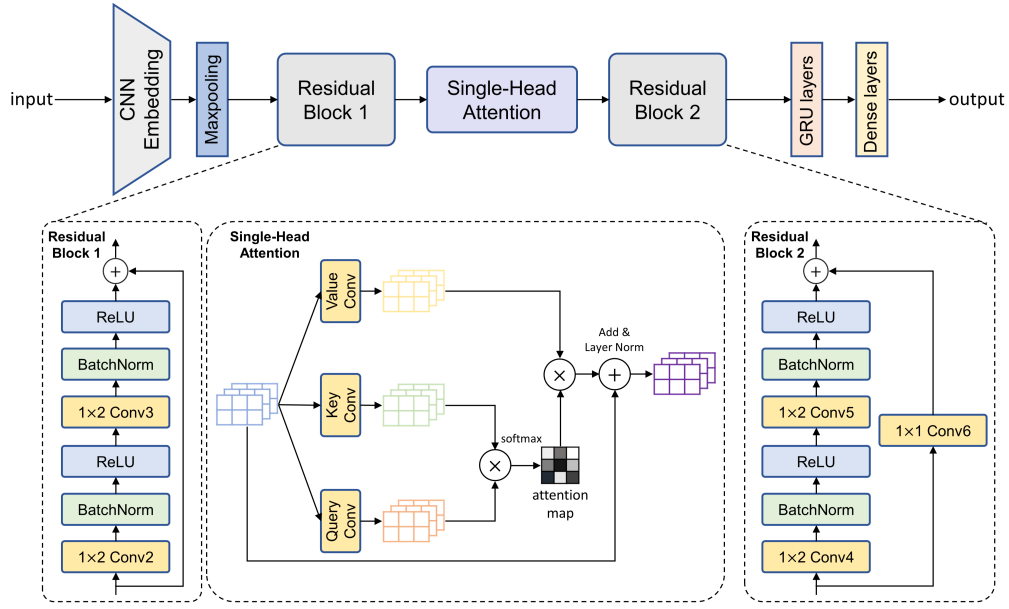 input
CNN
Embedding
Maxpooling
Residual
Block 1
Single-Head
Attention
Residual
Block 2
GRU layers
Dense layers
output
Residual
Block 1
+
ReLU
BatchNorm
1×2 Conv3
ReLU
BatchNorm
1×2 Conv2
Single-Head
Attention
Value
Conv
Key
Conv
Query
Conv
×
softmax
attention
map
×
Add &
Layer Norm
+
Residual
Block 2
+
ReLU
BatchNorm
1×2 Conv5
ReLU
BatchNorm
1×2 Conv4
1×1 Conv6